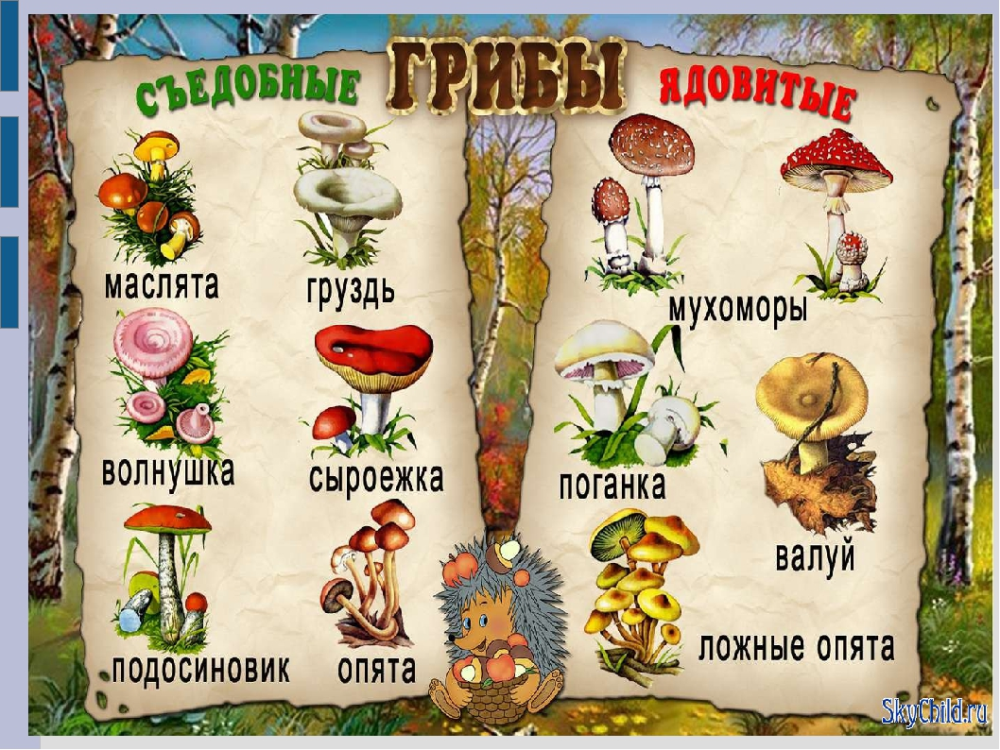 СЪЕДОБНЫЕ ГРИБЫ ЯДОВИТЫЕ
маслята
груздь
волнушка
сыроежка
подосиновик
опята
мухоморы
поганка
валуй
ложные опята
SkyChild.ru